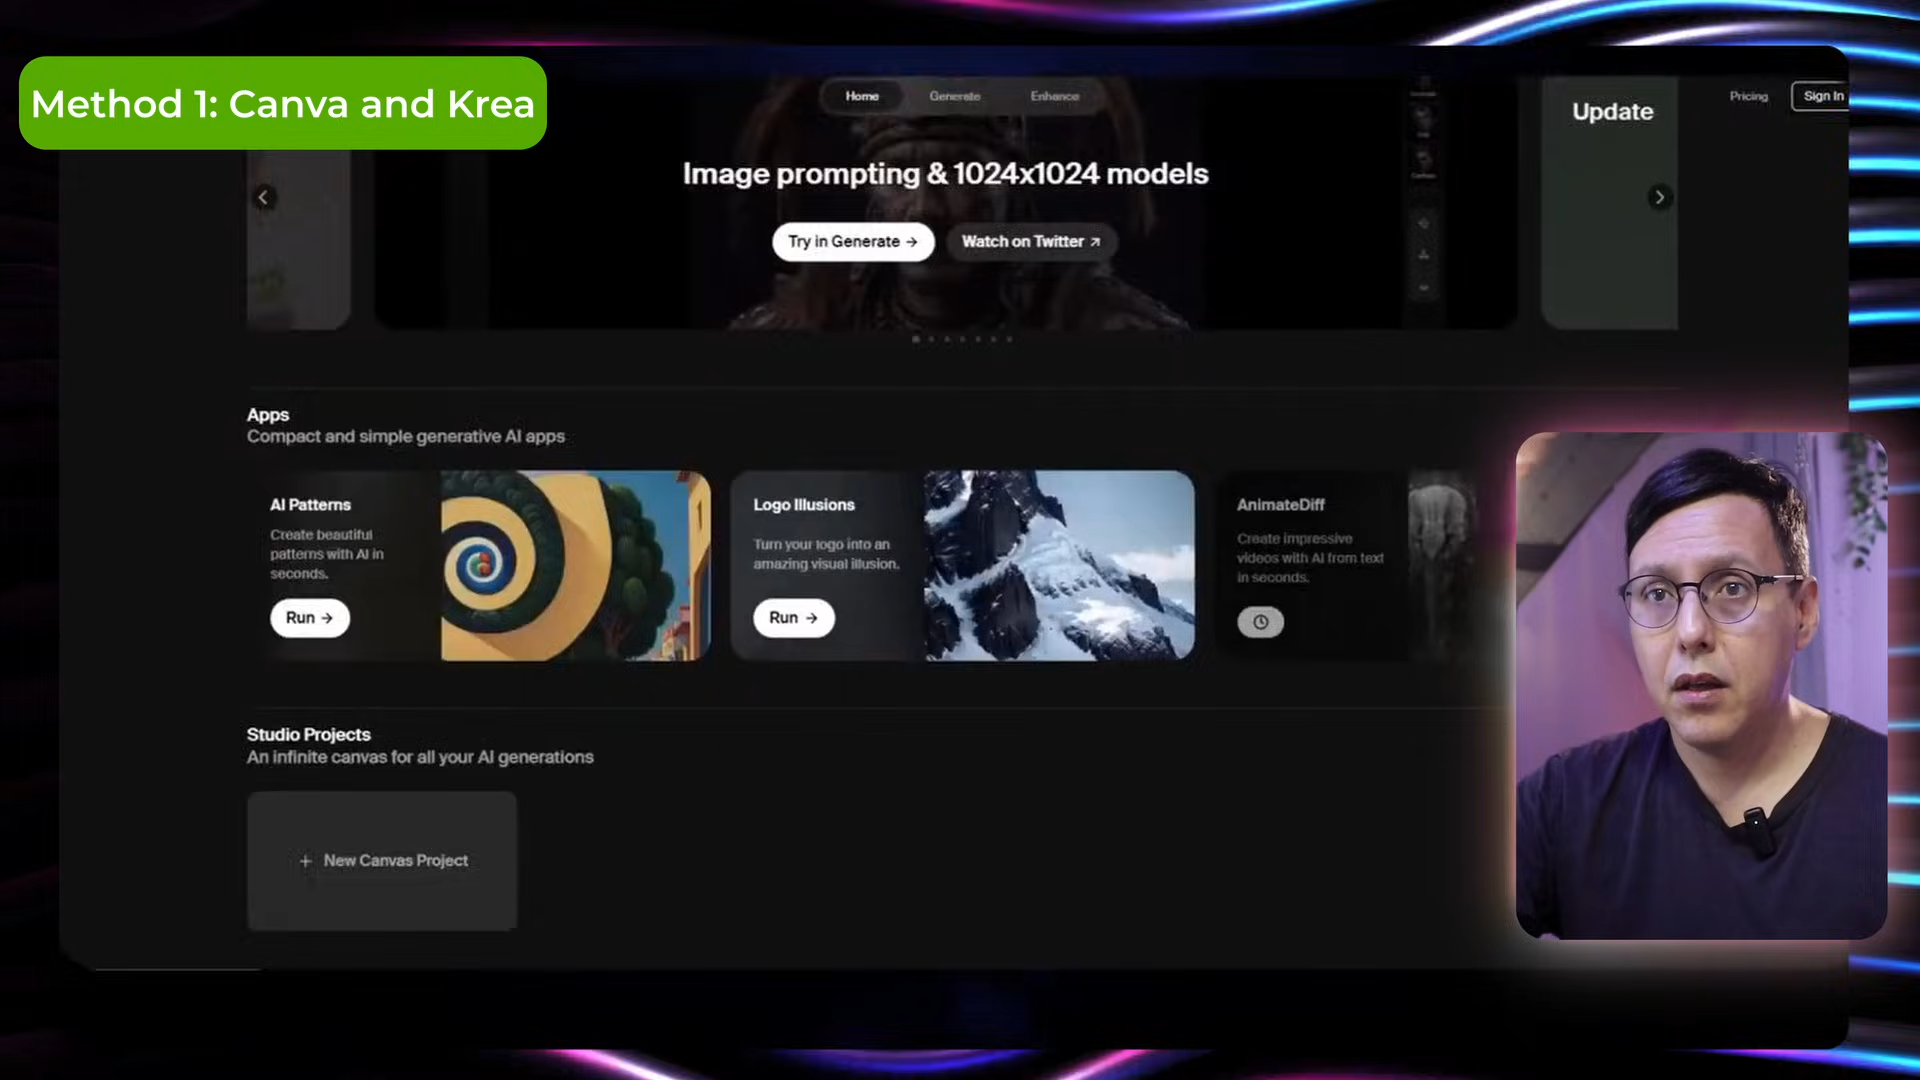 Method 1: Canva and Krea
Home
Generate
Enhance
Update
Pricing
Sign In
Image prompting & 1024x1024 models
Try in Generate →
Watch on Twitter ↗
Apps
Compact and simple generative AI apps
AI Patterns
Create beautiful
patterns with AI in
seconds.
Run →
Logo Illusions
Turn your logo into an
amazing visual illusion.
Run →
AnimateDiff
Create impressive
videos with AI from text
in seconds.
Studio Projects
An infinite canvas for all your AI generations
+ New Canvas Project